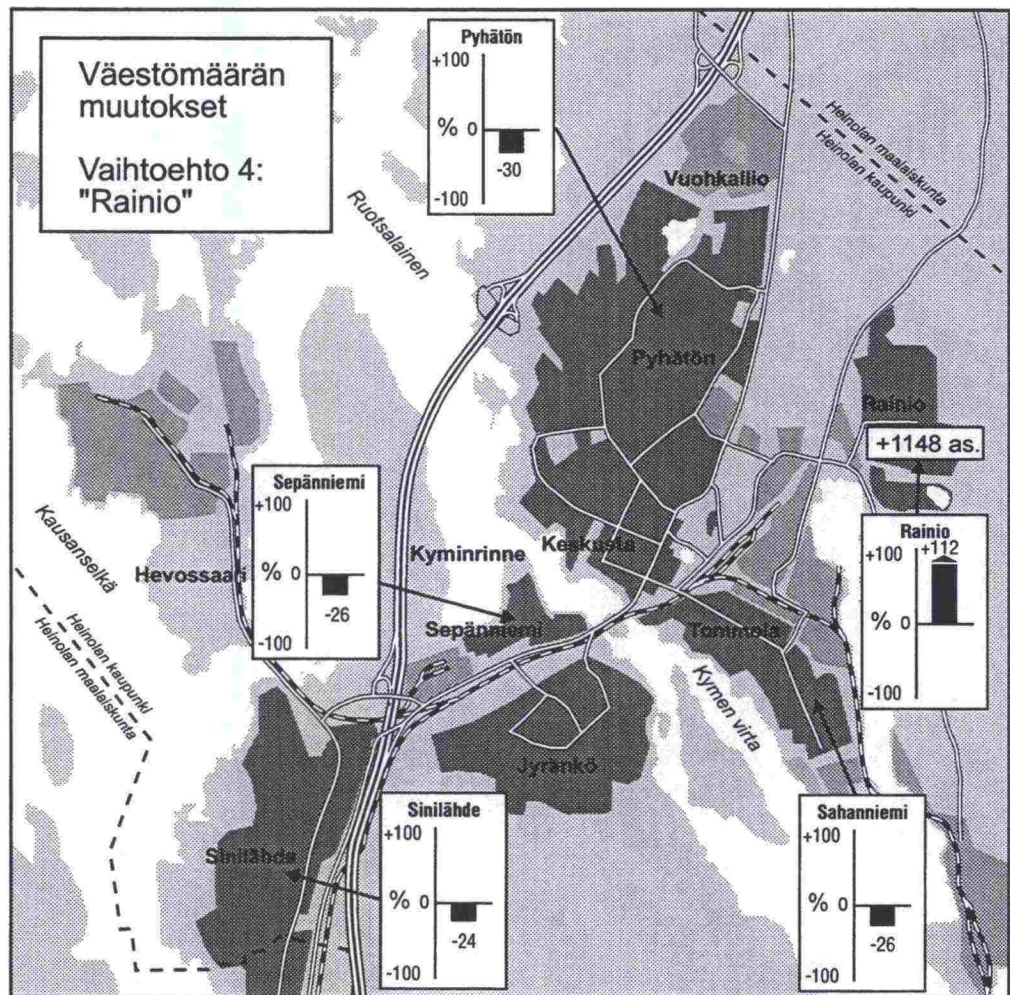 Väestömäärän
muutokset
Vaihtoehto 4:
"Rainio"
Pyhätön
+100
% 0
-30
-100
Heinolan maalaiskunta
Heinolan kaupunki
Vuohkallio
Ruotsalainen
Pyhätön
Rainio
+1148 as.
Sepänniemi
+100
% 0
-26
-100
Kausanselkä
Hevossaari
Kyminrinne
Keskusta
Rainio
+112
+100
% 0
-100
Sepänniemi
Tommola
Heinolan kaupunki
Heinolan maalaiskunta
Kymen virta
Jyränkö
Sinilähde
+100
% 0
-24
-100
Sahanniemi
+100
% 0
-26
-100
Sinilähde